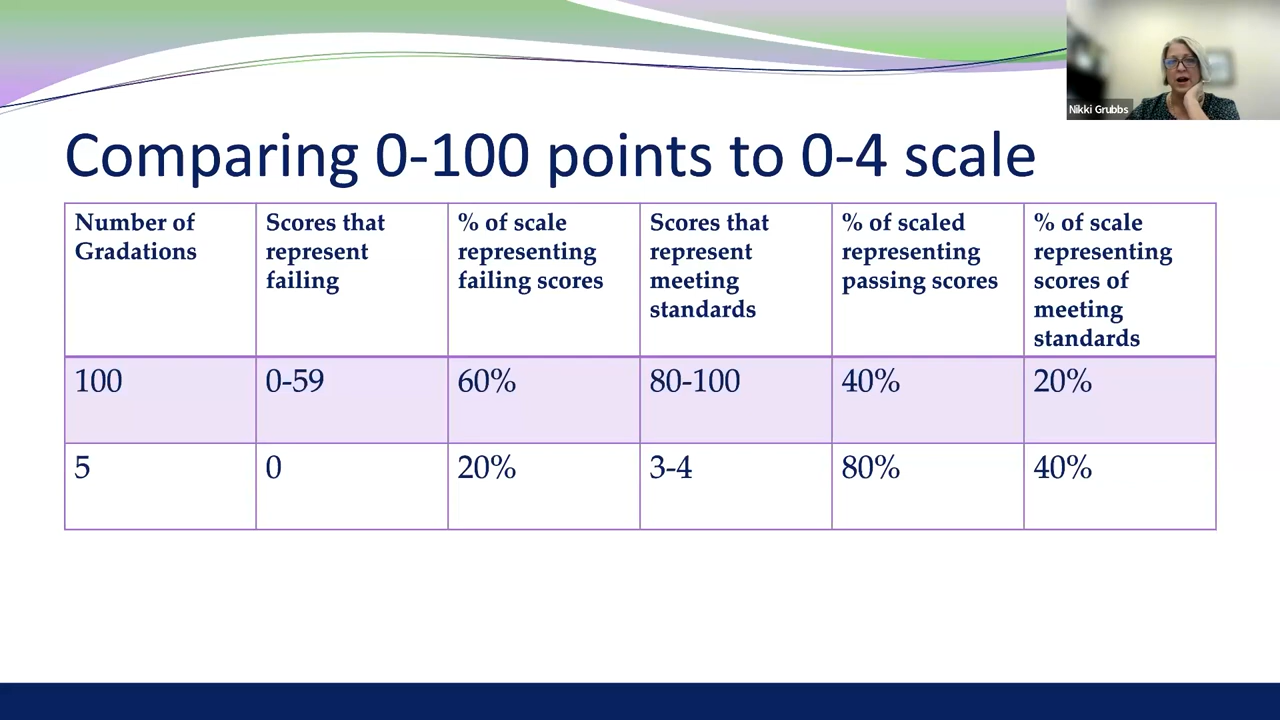 Nikki Grubbs
Comparing 0-100 points to 0-4 scale
Number of
Gradations
Scores that
represent
failing
% of scale
representing
failing scores
Scores that
represent
meeting
standards
% of scaled
representing
passing scores
% of scale
representing
scores of
meeting
standards
100
0-59
60%
80-100
40%
20%
5
0
20%
3-4
80%
40%